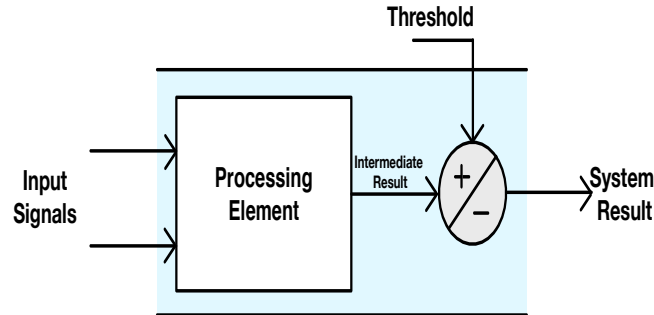 Threshold
Input
Signals
Processing
Element
Intermediate
Result
+
−
System
Result